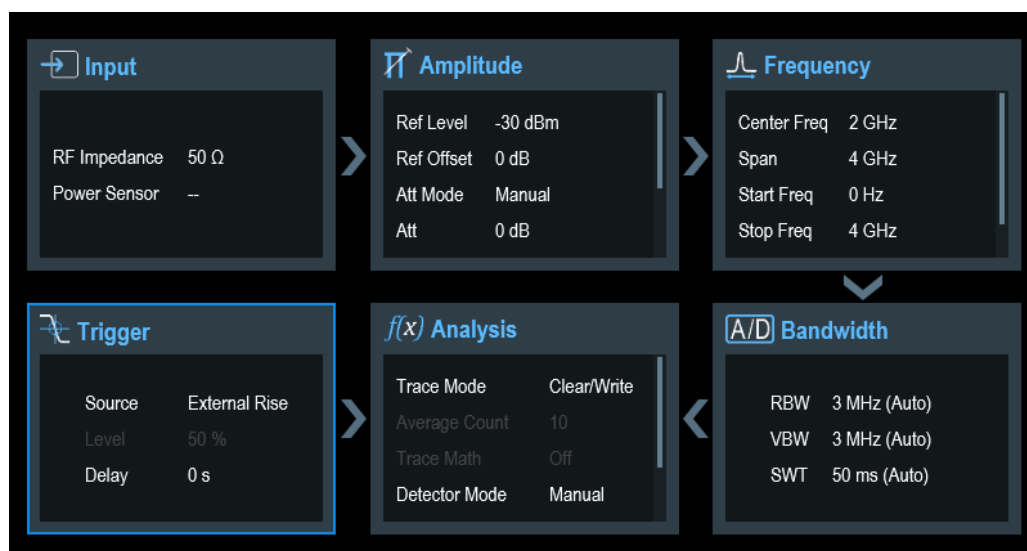 Input
RF Impedance 50 Ω
Power Sensor --
Amplitude
Ref Level -30 dBm
Ref Offset 0 dB
Att Mode Manual
Att 0 dB
Frequency
Center Freq 2 GHz
Span 4 GHz
Start Freq 0 Hz
Stop Freq 4 GHz
Trigger
Source External Rise
Level 50 %
Delay 0 s
f(x) Analysis
Trace Mode Clear/Write
Average Count 10
Trace Math Off
Detector Mode Manual
A/D Bandwidth
RBW 3 MHz (Auto)
VBW 3 MHz (Auto)
SWT 50 ms (Auto)